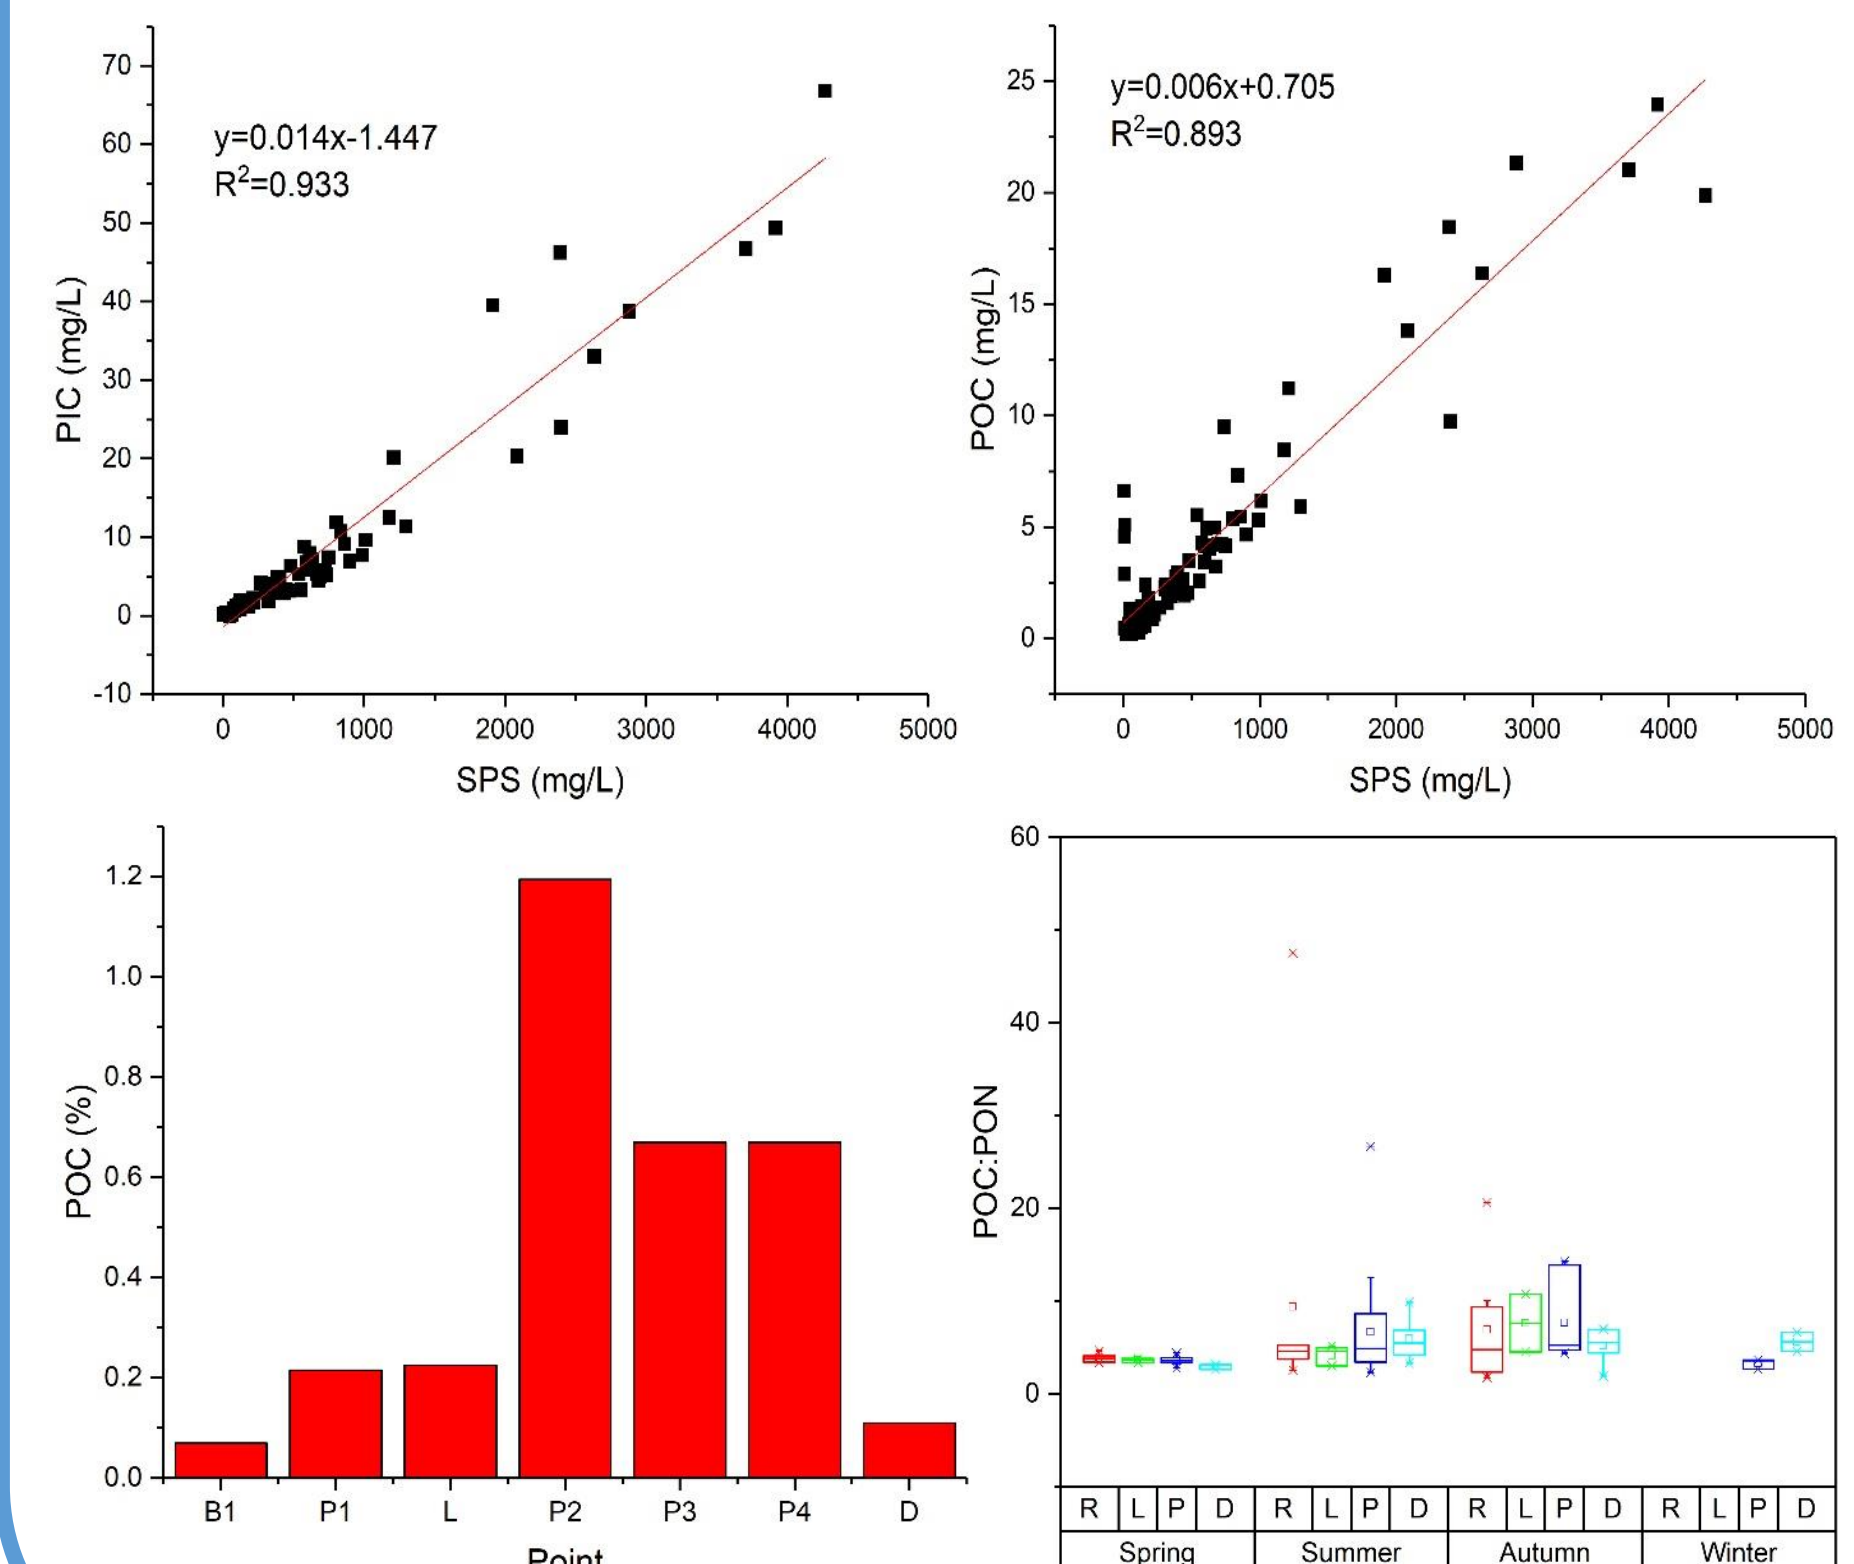 y=0.014x-1.447
R²=0.933
PIC (mg/L)
70
60
50
40
30
20
10
0
-10
0 1000 2000 3000 4000 5000
SPS (mg/L)
y=0.006x+0.705
R²=0.893
POC (mg/L)
25
20
15
10
5
0
0 1000 2000 3000 4000 5000
SPS (mg/L)
POC (%)
1.2
1.0
0.8
0.6
0.4
0.2
0.0
B1 P1 L P2 P3 P4 D
Point
POC:PON
60
40
20
0
R L P D R L P D R L P D R L P D
Spring Summer Autumn Winter